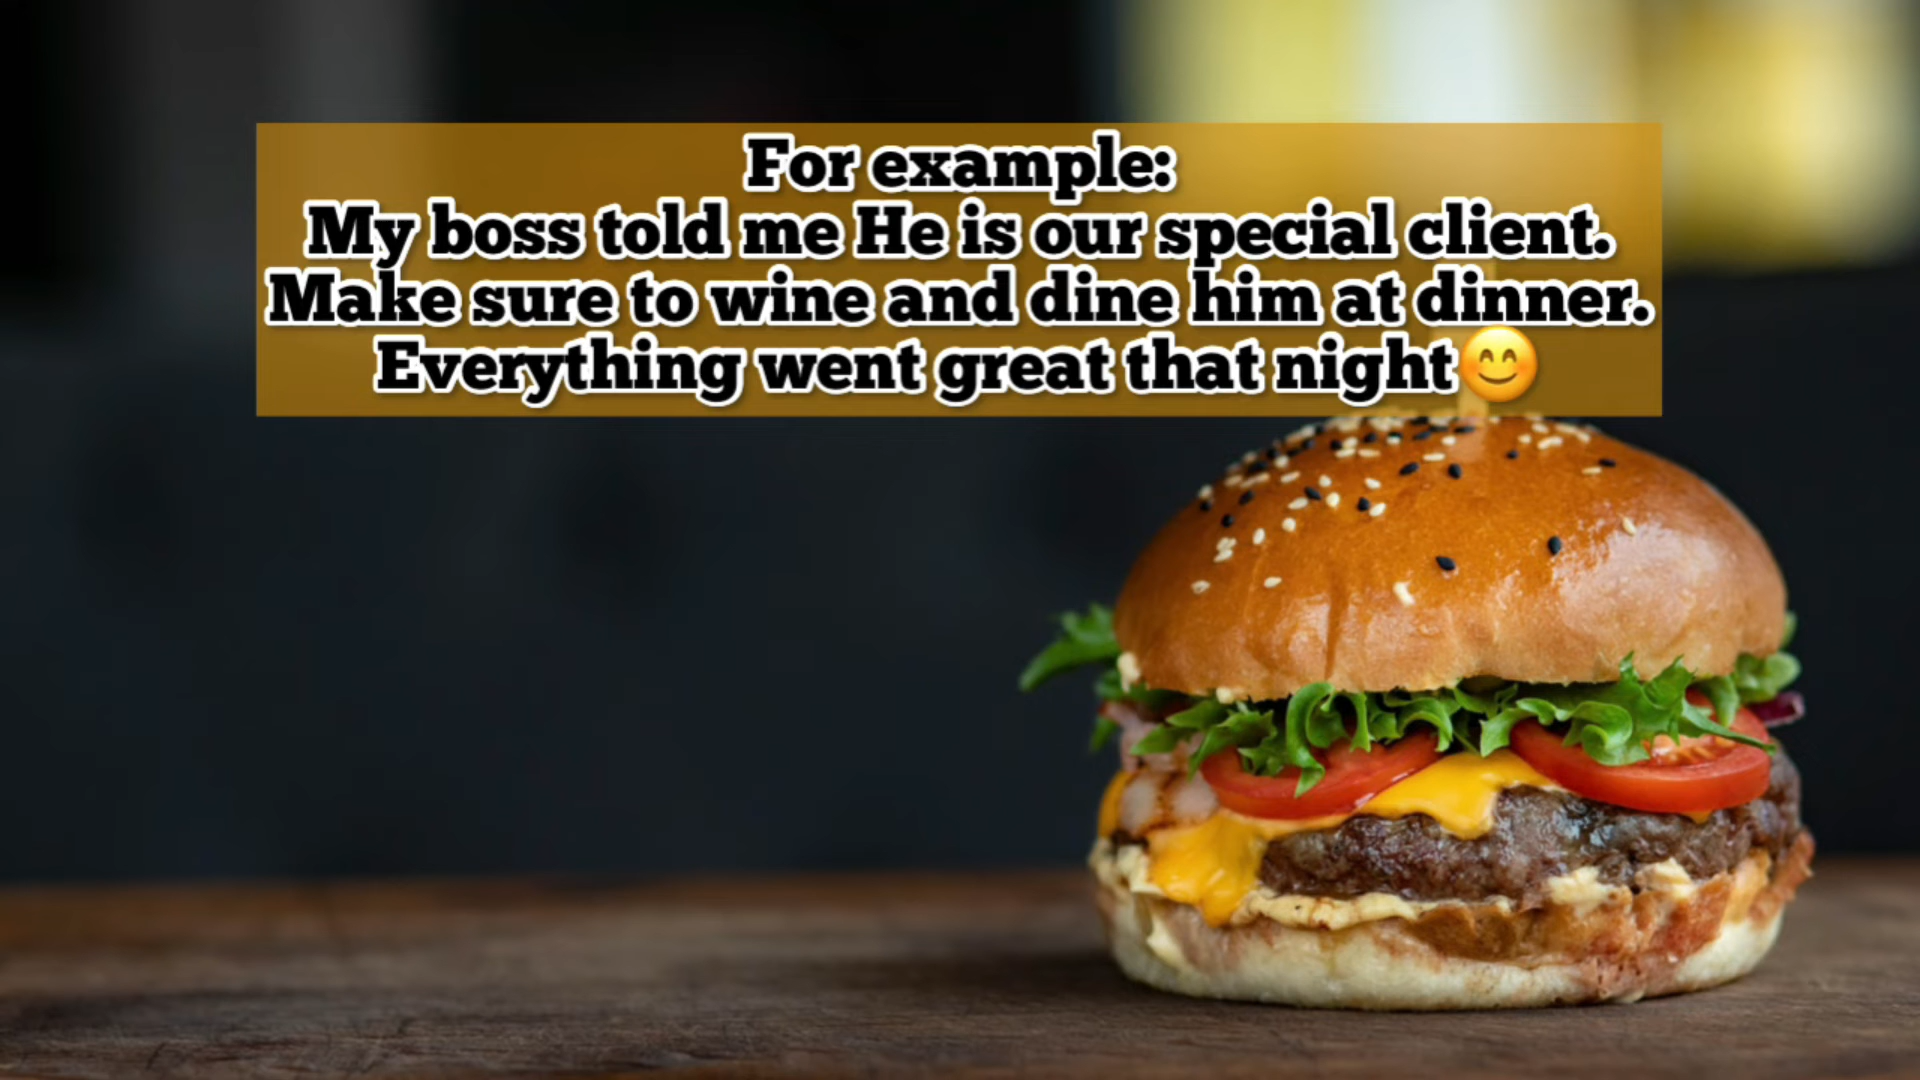 For example:
My boss told me He is our special client.
Make sure to wine and dine him at dinner.
Everything went great that night😊